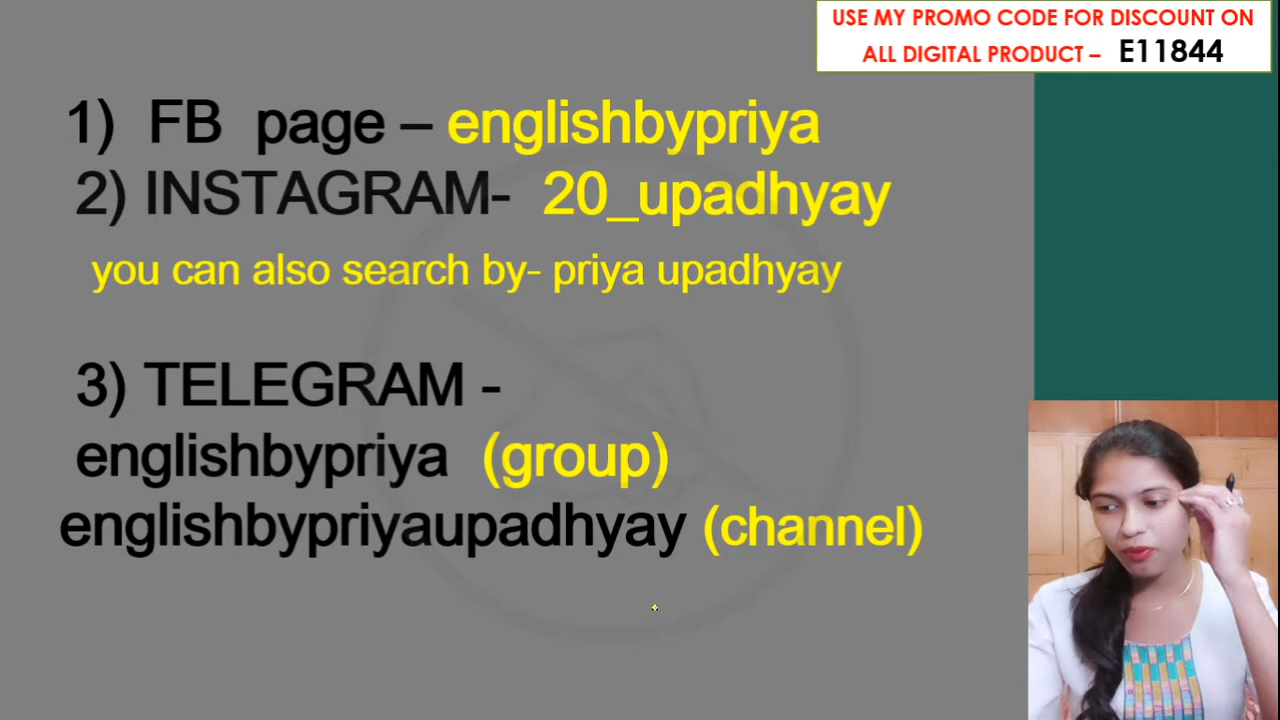 USE MY PROMO CODE FOR DISCOUNT ON
ALL DIGITAL PRODUCT – E11844
1) FB page – englishbypriya
2) INSTAGRAM- 20_upadhyay
you can also search by- priya upadhyay
3) TELEGRAM -
englishbypriya (group)
englishbypriyaupadhyay (channel)